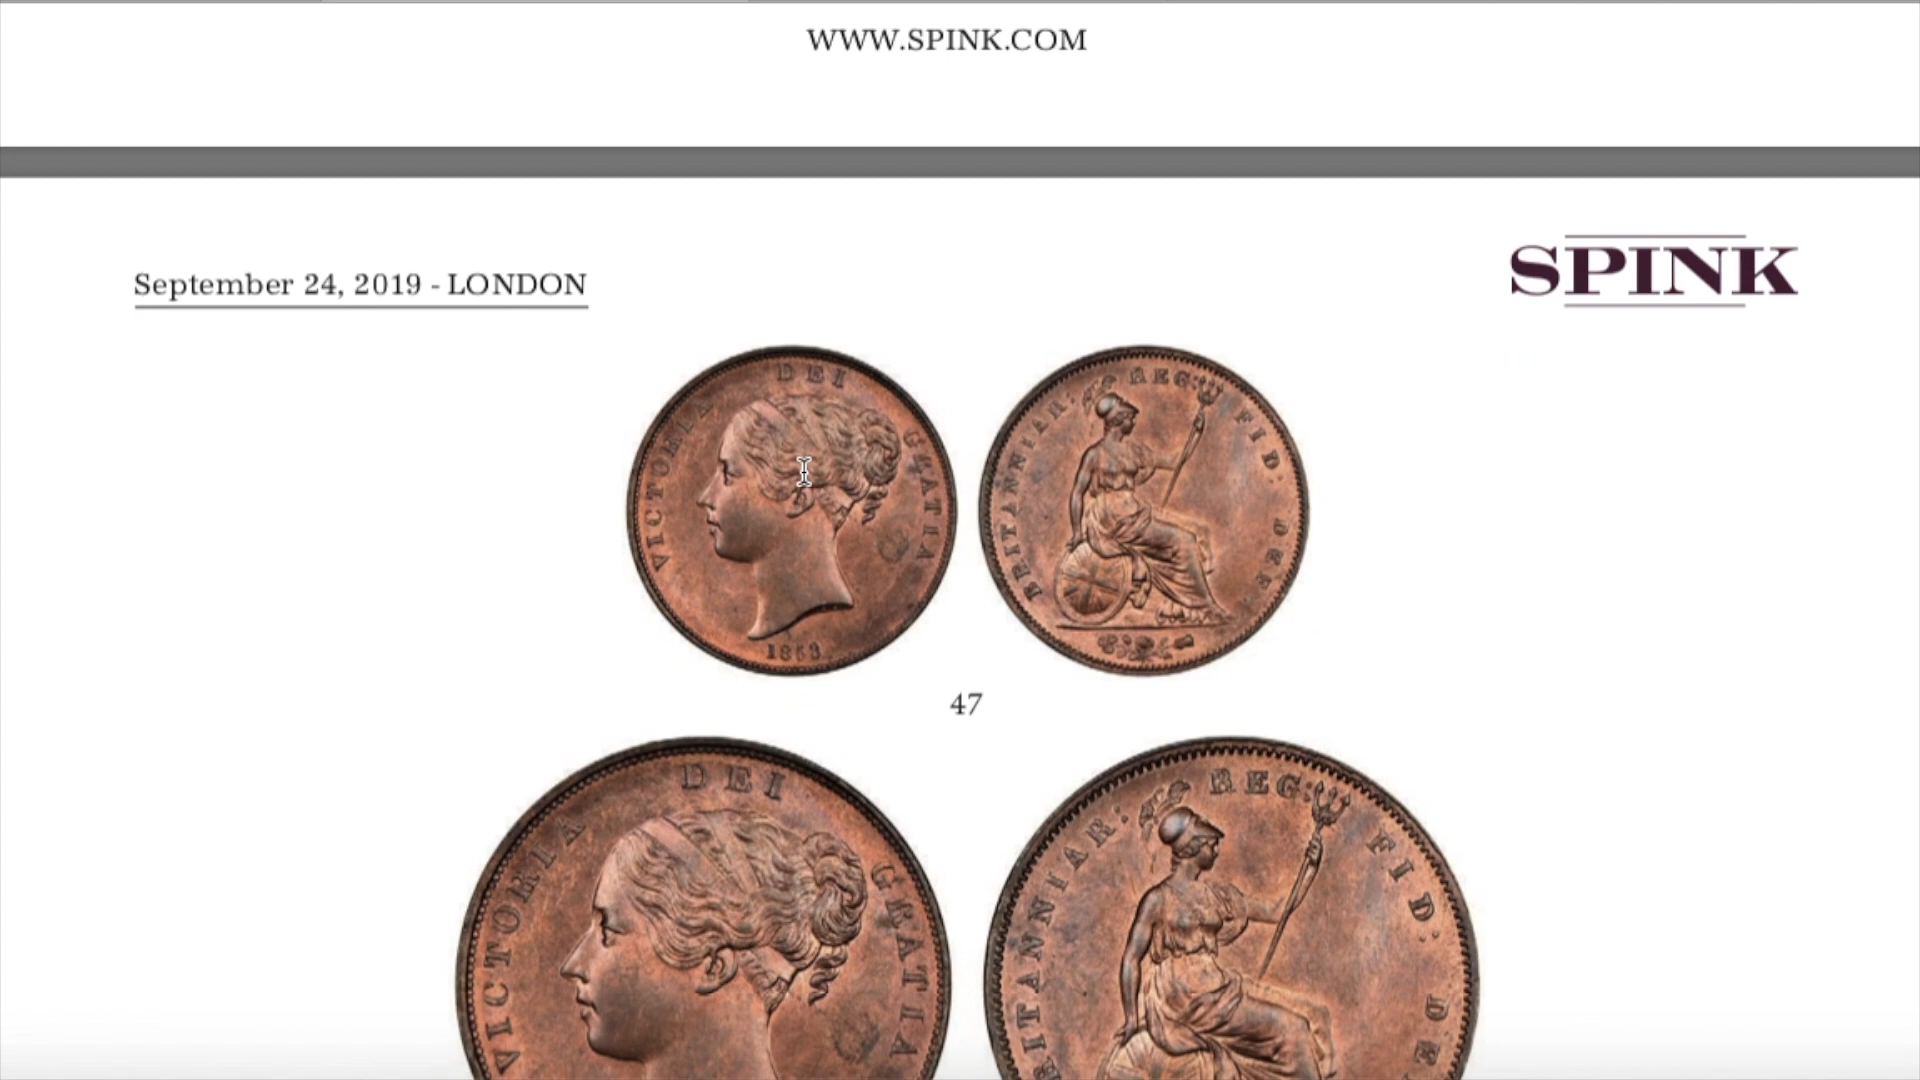 WWW.SPINK.COM
September 24, 2019 - LONDON
SPINK
VICTORIA DEI GRATIA
1853
BRITANNIAR: REG: FID: DEF.
47
VICTORIA DEI GRATIA
BRITANNIAR: REG: FID: DE